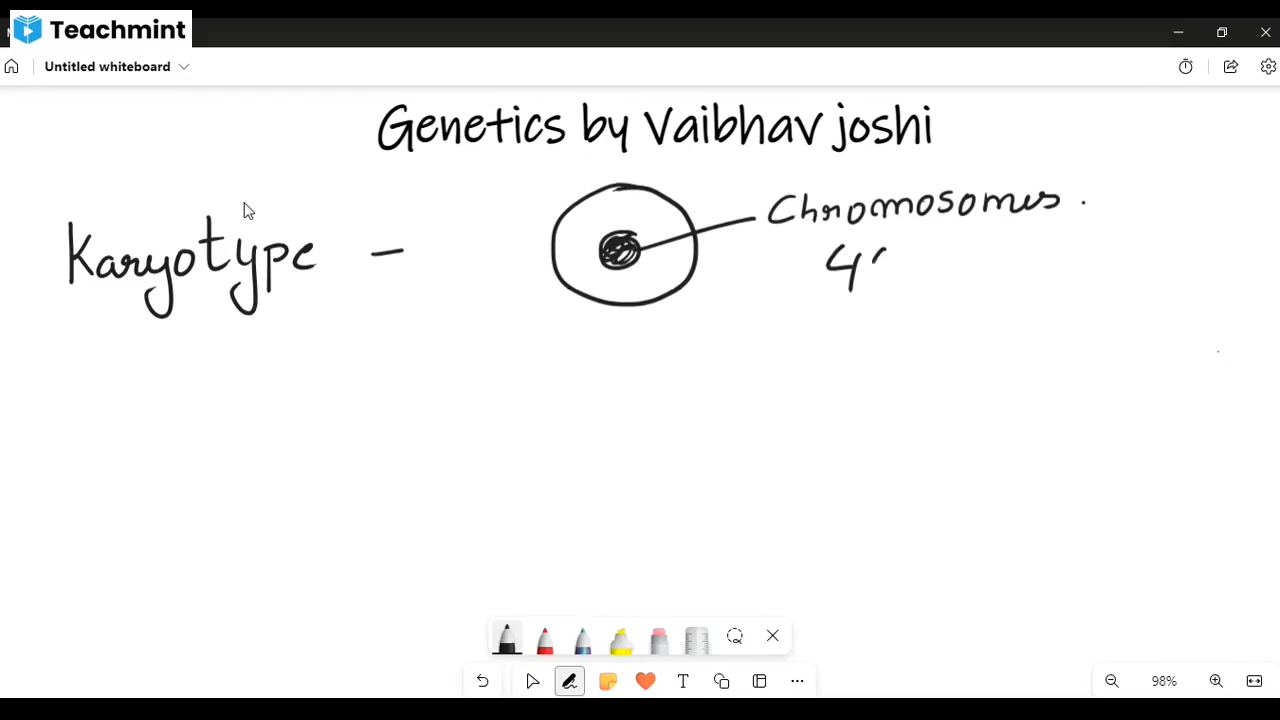 Teachmint
Untitled whiteboard
Genetics by Vaibhav joshi
Chromosomes.
Karyotype -
4
98%